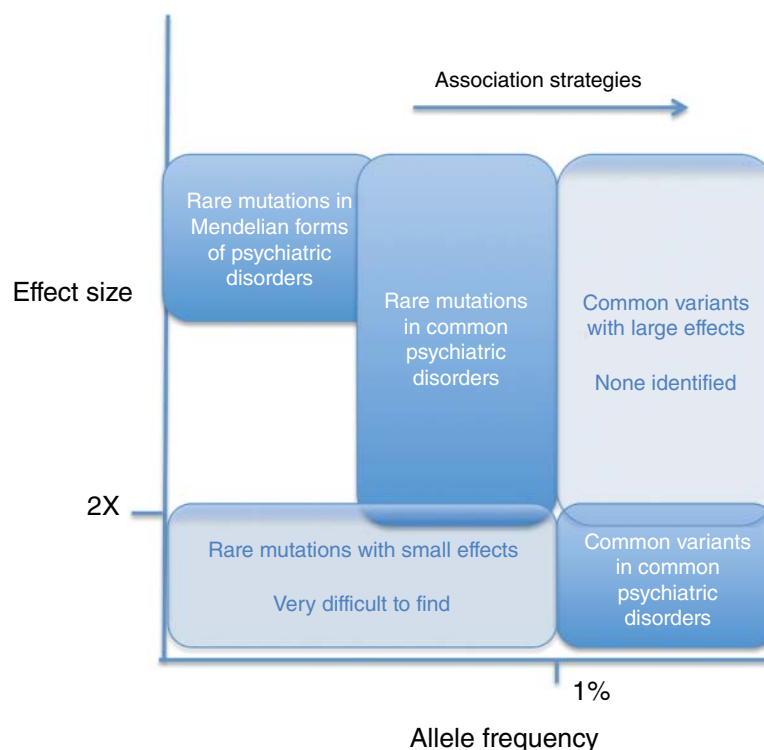 Association strategies
Rare mutations in
Mendelian forms
of psychiatric
disorders
Effect size
Rare mutations
in common
psychiatric
disorders
Common variants
with large effects
None identified
2X
Rare mutations with small effects
Very difficult to find
Common variants
in common
psychiatric
disorders
1%
Allele frequency